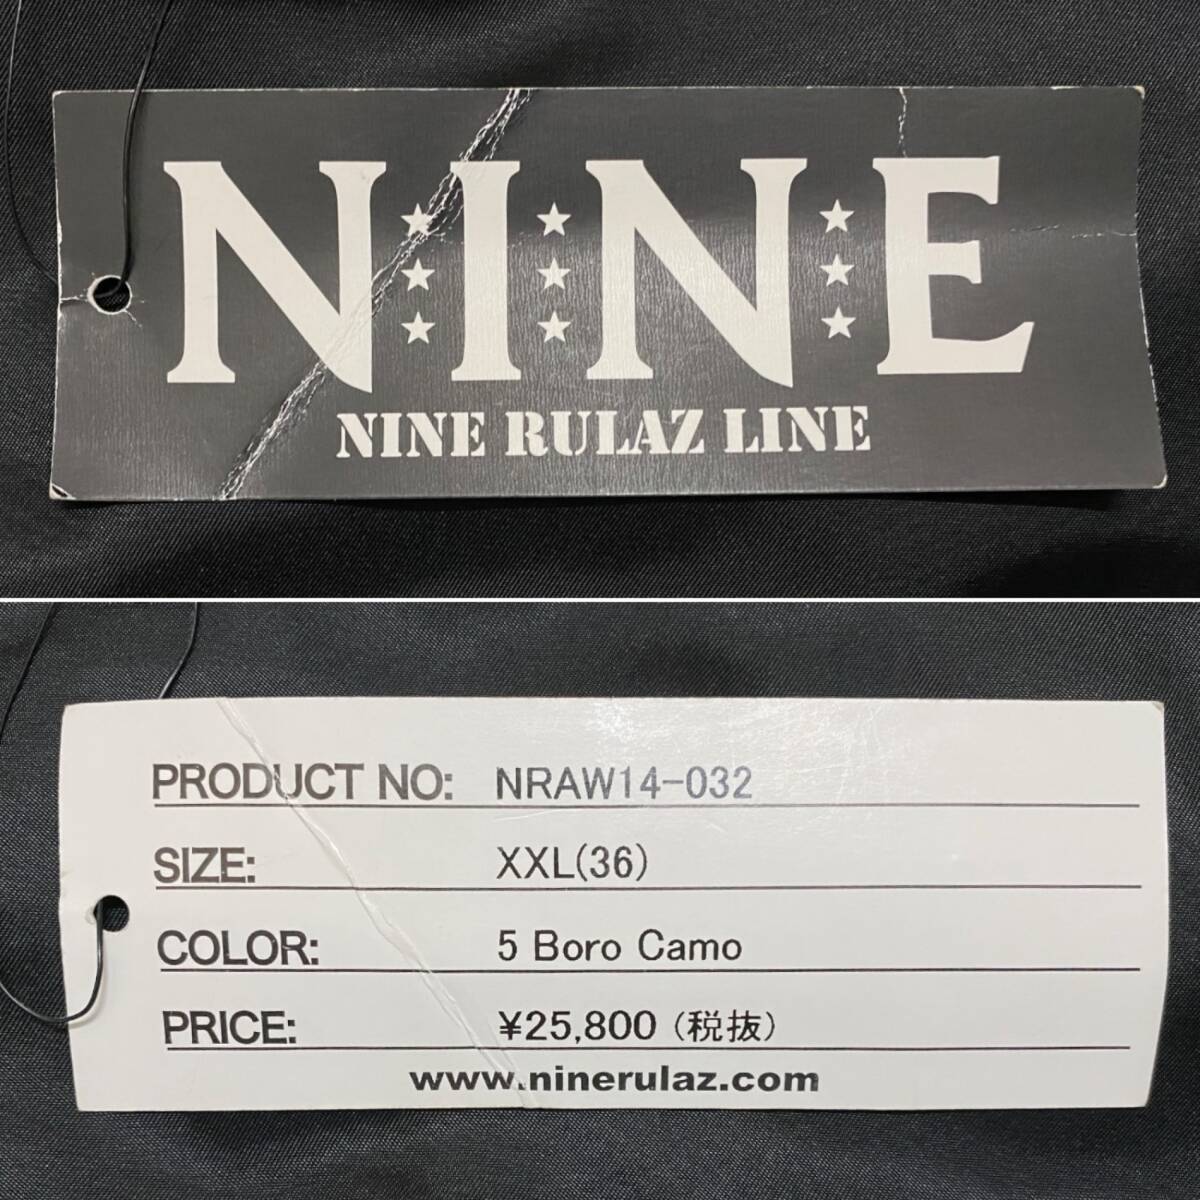 N I N E
NINE RULAZ LINE
PRODUCT NO: NRAW14-032
SIZE: XXL(36)
COLOR: 5 Boro Camo
PRICE: ¥25,800 (税抜)
www.ninerulaz.com